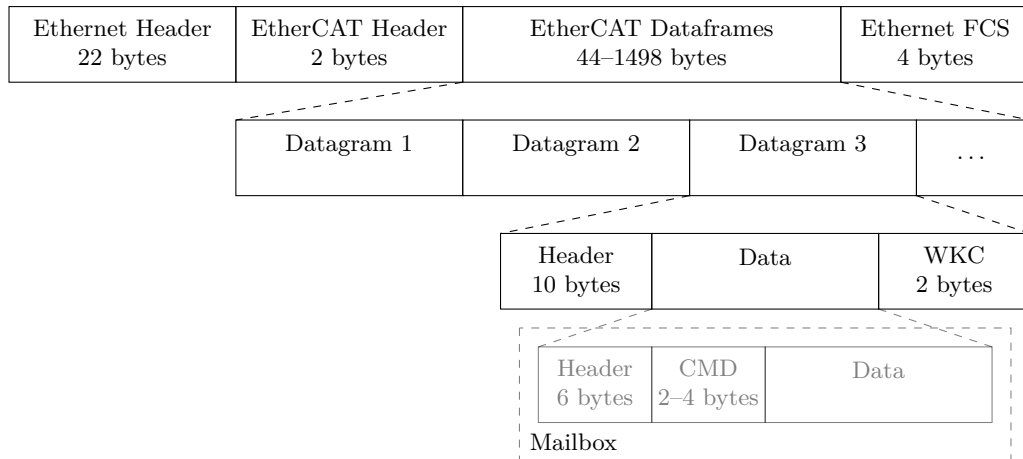 Ethernet Header EtherCAT Header EtherCAT Dataframes Ethernet FCS
22 bytes 2 bytes 44–1498 bytes 4 bytes
Datagram 1 Datagram 2 Datagram 3 ...
Header Data WKC
10 bytes 2 bytes
Header CMD Data
6 bytes 2–4 bytes
Mailbox